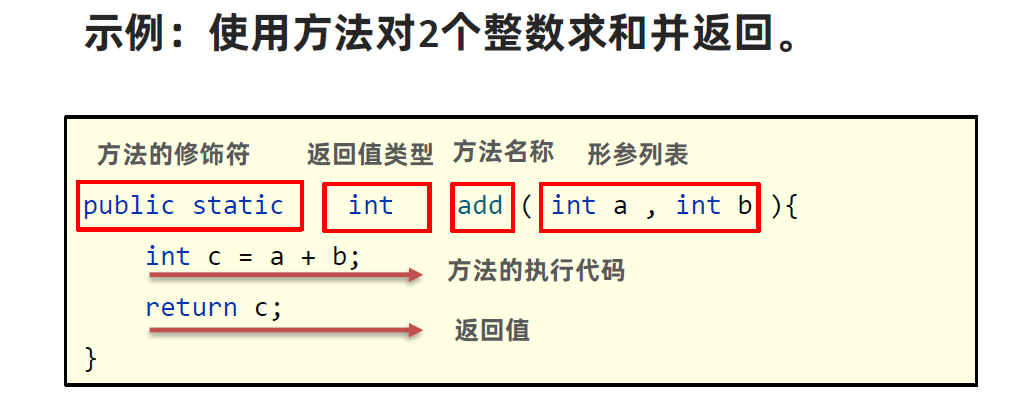 示例：使用方法对2个整数求和并返回。
方法的修饰符 返回值类型 方法名称 形参列表
public static int add ( int a , int b ){
int c = a + b;
方法的执行代码
return c;
返回值
}